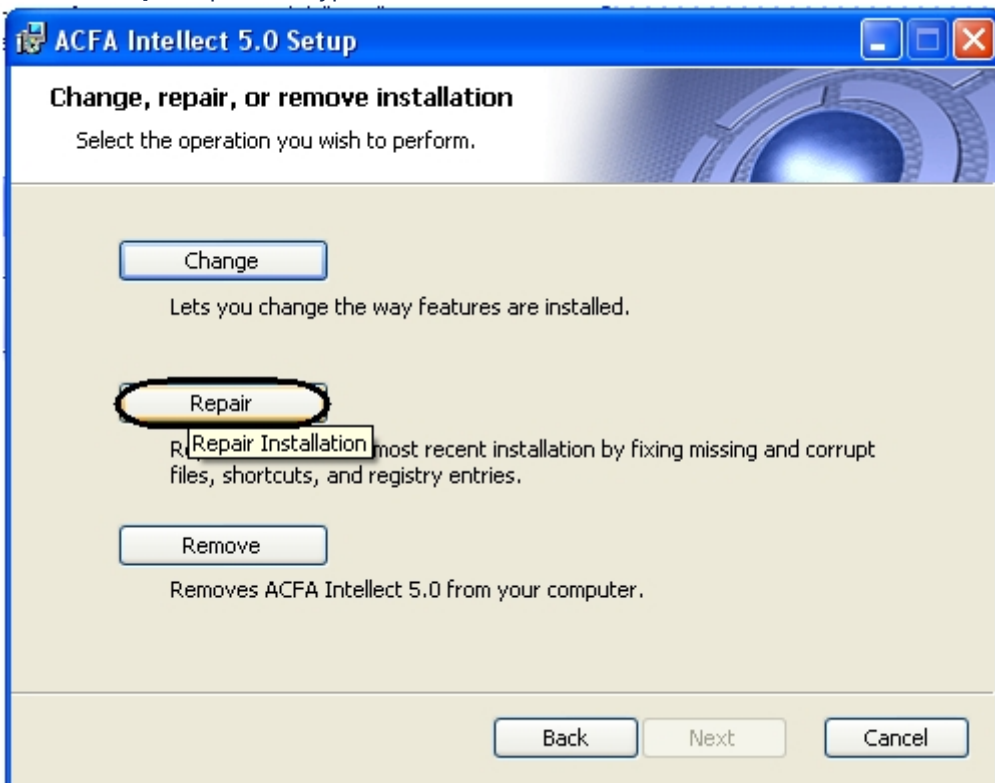 ACFA Intellect 5.0 Setup
Change, repair, or remove installation
Select the operation you wish to perform.
Change
Lets you change the way features are installed.
Repair
Repair Installation
most recent installation by fixing missing and corrupt
files, shortcuts, and registry entries.
Remove
Removes ACFA Intellect 5.0 from your computer.
Back
Next
Cancel